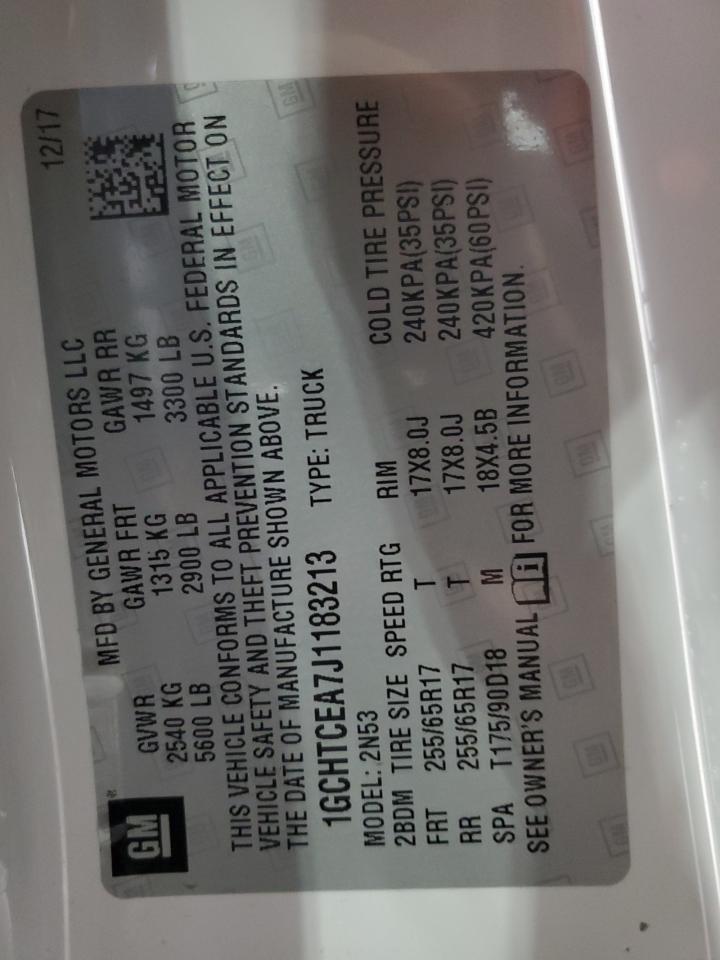 12/17
GM
MFD BY GENERAL MOTORS LLC
GVWR GAWR FRT GAWR RR
2540 KG 1315 KG 1497 KG
5600 LB 2900 LB 3300 LB
THIS VEHICLE CONFORMS TO ALL APPLICABLE U.S. FEDERAL MOTOR
VEHICLE SAFETY AND THEFT PREVENTION STANDARDS IN EFFECT ON
THE DATE OF MANUFACTURE SHOWN ABOVE.
1GCHTCEA7J1183213 TYPE: TRUCK
MODEL: 2N53
2BDM TIRE SIZE SPEED RTG RIM COLD TIRE PRESSURE
FRT 255/65R17 T 17X8.0J 240KPA(35PSI)
RR 255/65R17 T 17X8.0J 240KPA(35PSI)
SPA T175/90D18 M 18X4.5B 420KPA(60PSI)
SEE OWNER'S MANUAL FOR MORE INFORMATION.